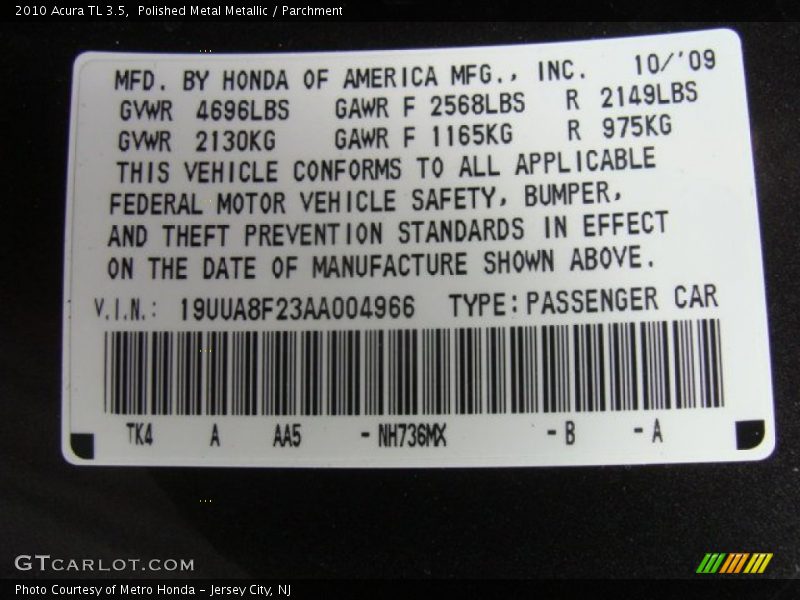 2010 Acura TL 3.5,  Polished Metal Metallic / Parchment
MFD. BY HONDA OF AMERICA MFG., INC. 10/'09
GVWR 4696LBS GAWR F 2568LBS R 2149LBS
GVWR 2130KG GAWR F 1165KG R 975KG
THIS VEHICLE CONFORMS TO ALL APPLICABLE
FEDERAL MOTOR VEHICLE SAFETY, BUMPER,
AND THEFT PREVENTION STANDARDS IN EFFECT
ON THE DATE OF MANUFACTURE SHOWN ABOVE.
V.I.N.: 19UUA8F23AA004966 TYPE: PASSENGER CAR
TK4 A AA5 - NH736MX - B - A
GTCARLOT.COM
Photo Courtesy of Metro Honda - Jersey City, NJ